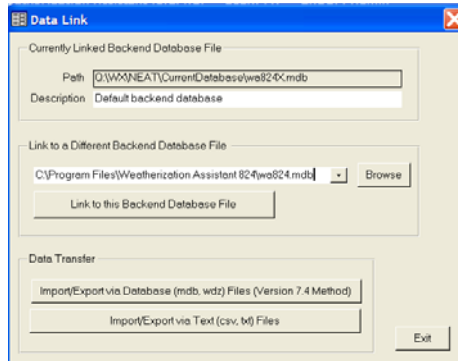 Data Link
Currently Linked Backend Database File
Path Q:\WX\NEAT\CurrentDatabase\wa824X.mdb
Description Default backend database
Link to a Different Backend Database File
C:\Program Files\Weatherization Assistant 824\wa824.mdb Browse
Link to this Backend Database File
Data Transfer
Import/Export via Database (mdb, wdz) Files (Version 7.4 Method)
Import/Export via Text (csv, txt) Files
Exit